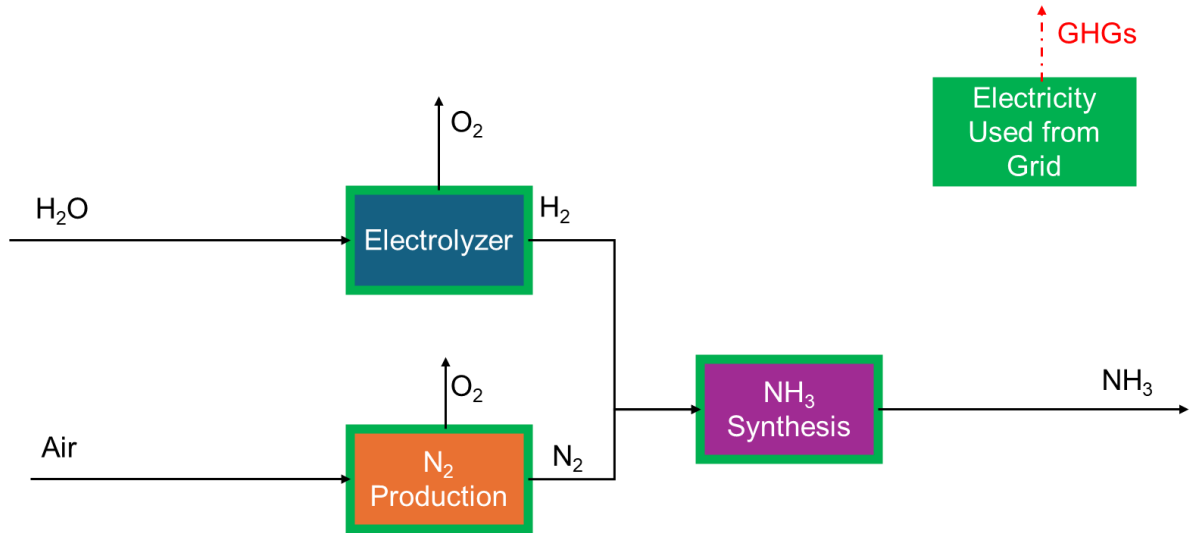 GHGs
Electricity
Used from
Grid
O₂
H₂O
Electrolyzer
H₂
O₂
Air
N₂
Production
N₂
NH₃
Synthesis
NH₃